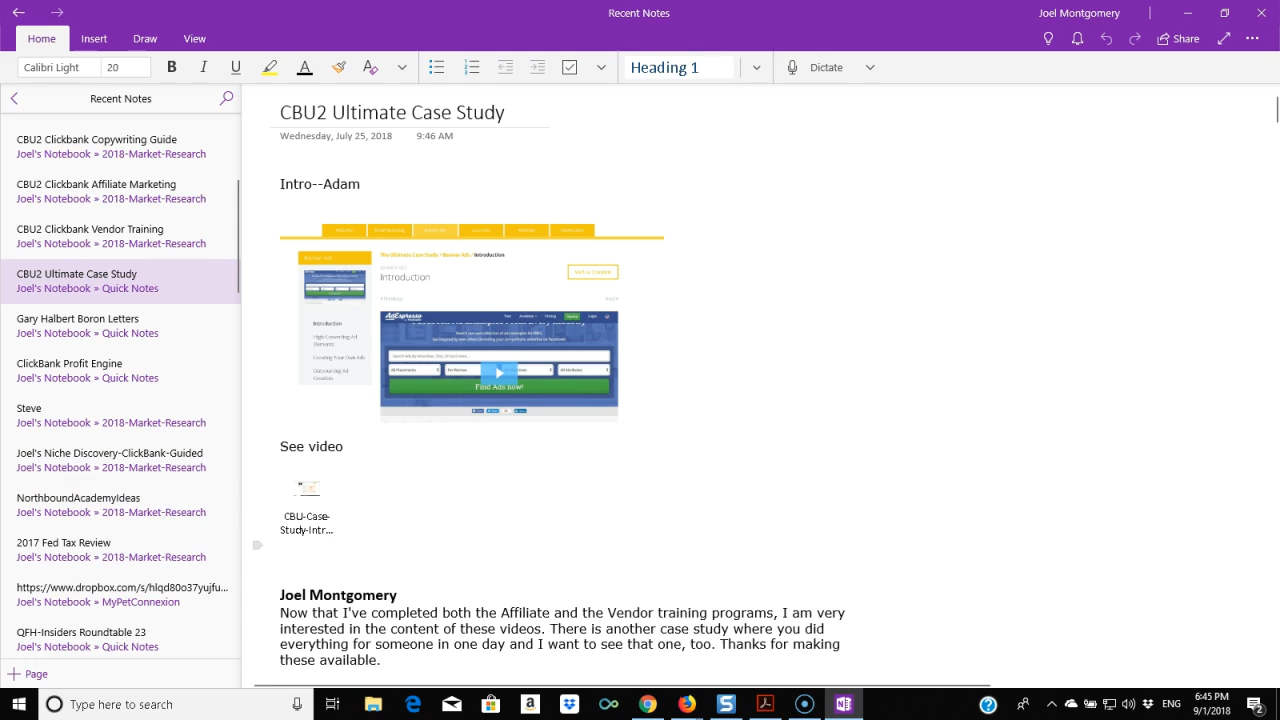 Recent Notes
Joel Montgomery
Home
Insert
Draw
View
Share
Calibri Light
20
B
I
U
A
A
Heading 1
Dictate
Recent Notes
CBU2 Clickbank Copywriting Guide
Joel's Notebook » 2018-Market-Research
CBU2 Clickbank Affiliate Marketing
Joel's Notebook » 2018-Market-Research
CBU2 Clickbank Vendor Training
Joel's Notebook » 2018-Market-Research
CBU2 Ultimate Case Study
Joel's Notebook » Quick Notes
Gary Halbert Boron Letters
Joel's Notebook » Quick Notes
ClickBank Profit Engine
Joel's Notebook » Quick Notes
Steve
Joel's Notebook » 2018-Market-Research
Joel's Niche Discovery-ClickBank-Guided
Joel's Notebook » 2018-Market-Research
NorthboundAcademyIdeas
Joel's Notebook » 2018-Market-Research
2017 Fed Tax Review
Joel's Notebook » 2018-Market-Research
https://www.dropbox.com/s/hlqd80o37yujfu...
Joel's Notebook » MyPetConnexion
QFH-Insiders Roundtable 23
Joel's Notebook » Quick Notes
Page
CBU2 Ultimate Case Study
Wednesday, July 25, 2018 9:46 AM
Intro--Adam
The Ultimate Case Study / Banner Ads / Introduction
Banner Ads
Introduction
Mark as Complete
Introduction
High Converting Ad
Elements
Creating Your Own Ads
Outsourcing Ad
Creation
AdEspresso
Find Ads now!
See video
CBU-Case-
Study-Intr...
Joel Montgomery
Now that I've completed both the Affiliate and the Vendor training programs, I am very
interested in the content of these videos. There is another case study where you did
everything for someone in one day and I want to see that one, too. Thanks for making
these available.
Type here to search
ENG
6:45 PM
9/1/2018
2